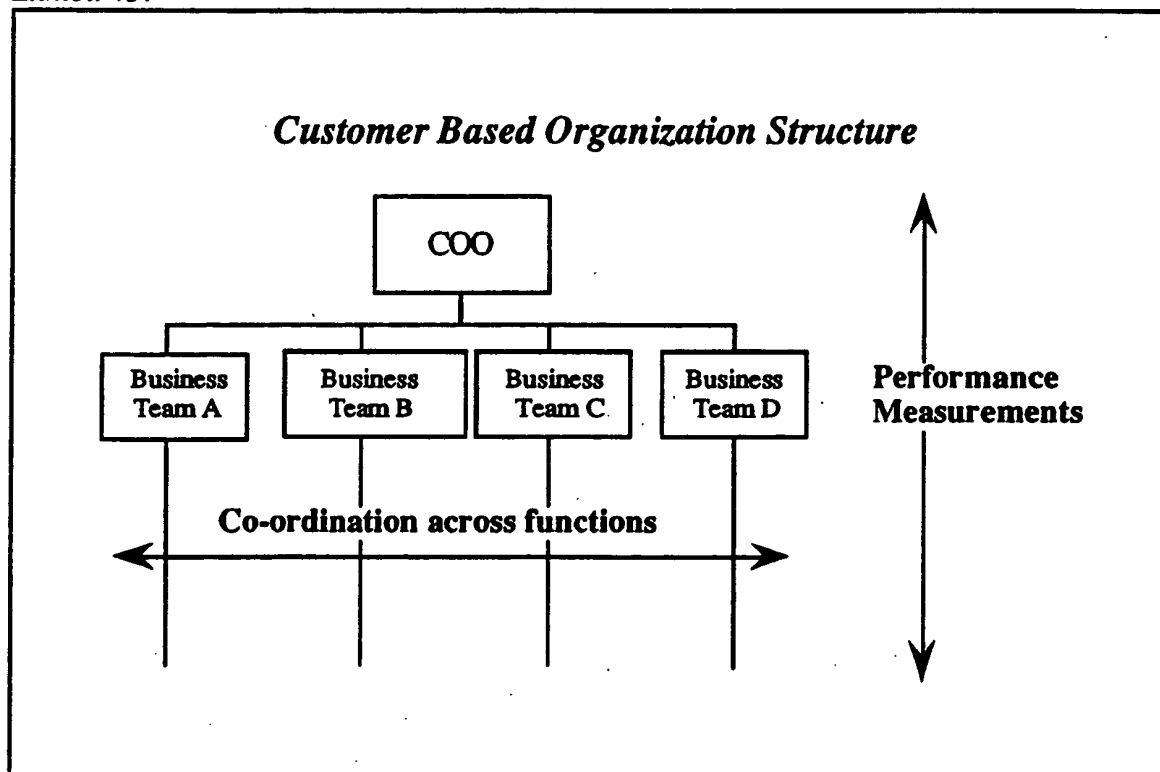 Customer Based Organization Structure
COO
Business
Team A
Business
Team B
Business
Team C
Business
Team D
Performance
Measurements
Co-ordination across functions